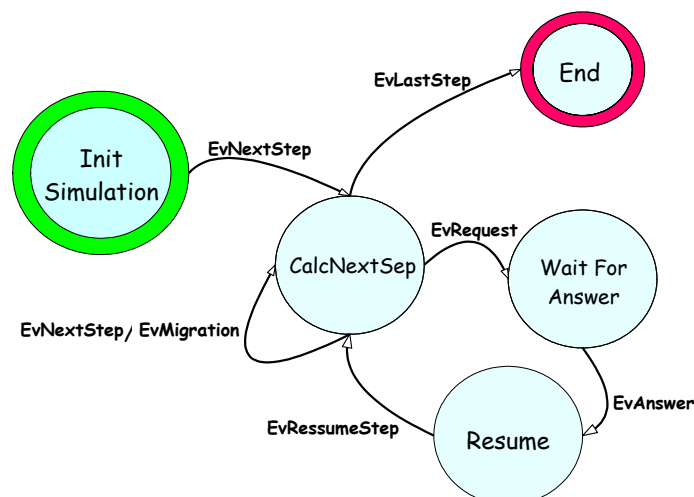 End
EvLastStep
EvNextStep
Init
Simulation
EvRequest
CalcNextSep
Wait For
Answer
EvNextStep/ EvMigration
EvAnswer
EvRessumeStep
Resume